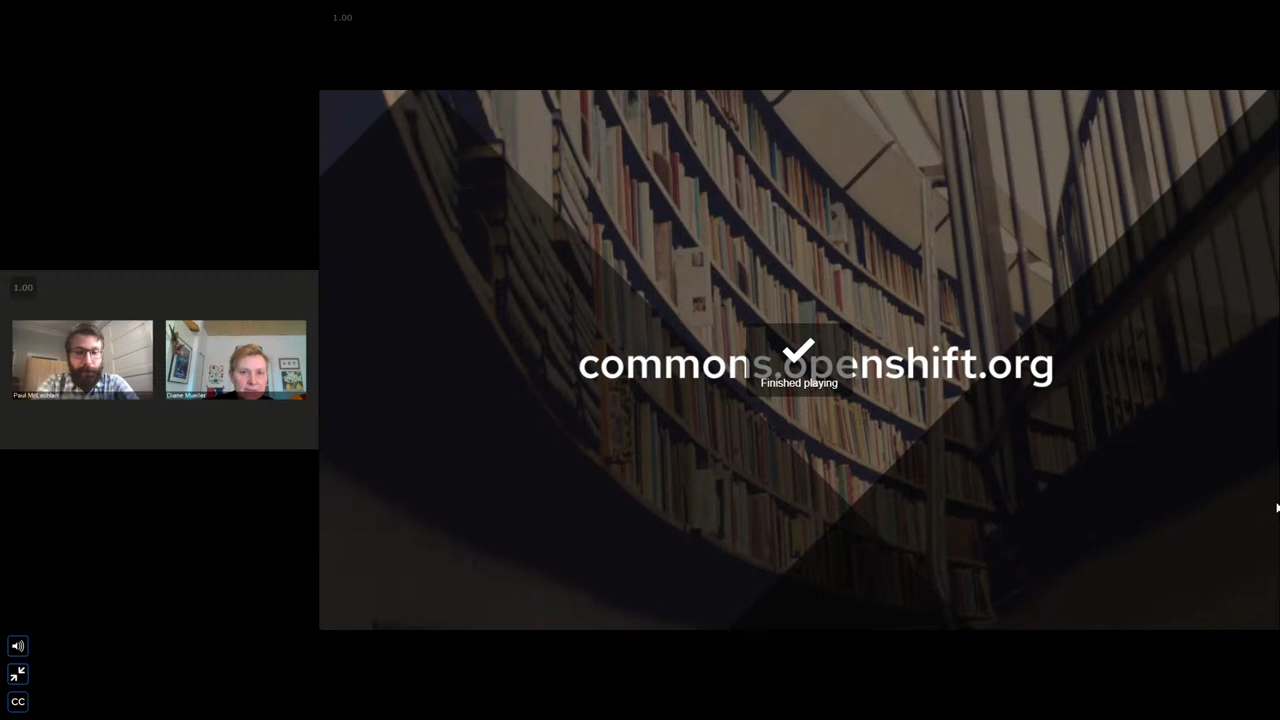 1.00
1.00
Paul McLachlan
Diane Mueller
commons.openshift.org
Finished playing
CC